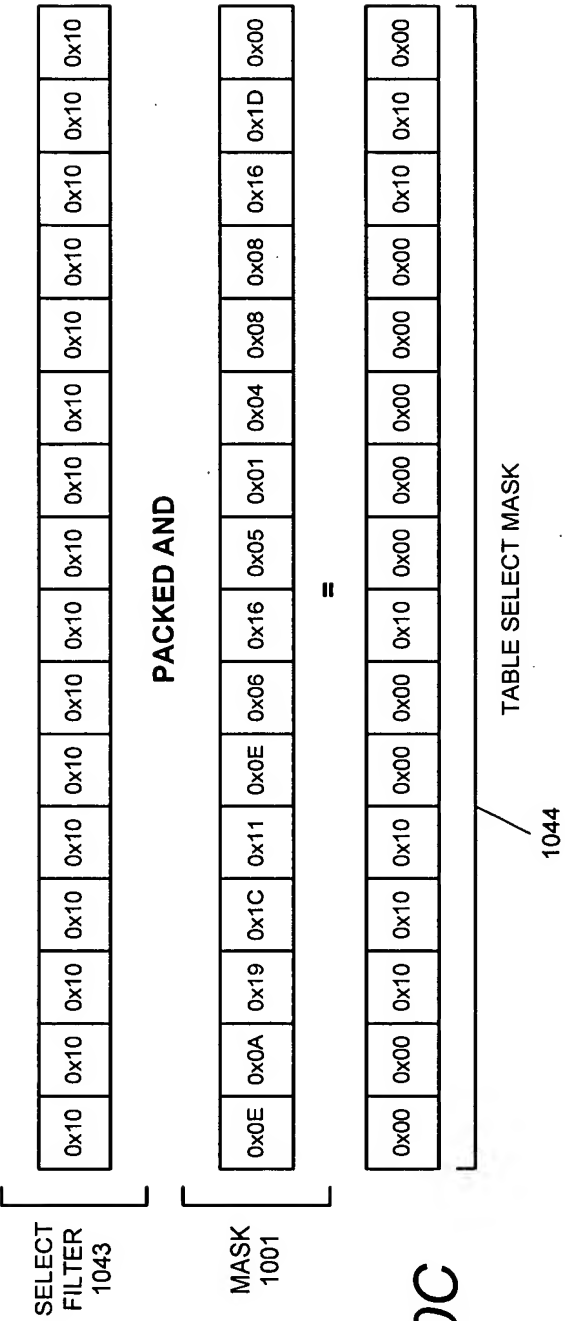 SELECT
FILTER
1043
0x10 0x10 0x10 0x10 0x10 0x10 0x10 0x10 0x10 0x10 0x10 0x10 0x10 0x10 0x10 0x10
PACKED AND
MASK
1001
0x0E 0x0A 0x19 0x1C 0x11 0x0E 0x06 0x16 0x05 0x01 0x04 0x08 0x08 0x16 0x1D 0x00
=
0x00 0x00 0x10 0x10 0x10 0x00 0x00 0x10 0x00 0x00 0x00 0x00 0x00 0x10 0x10 0x00
TABLE SELECT MASK
1044